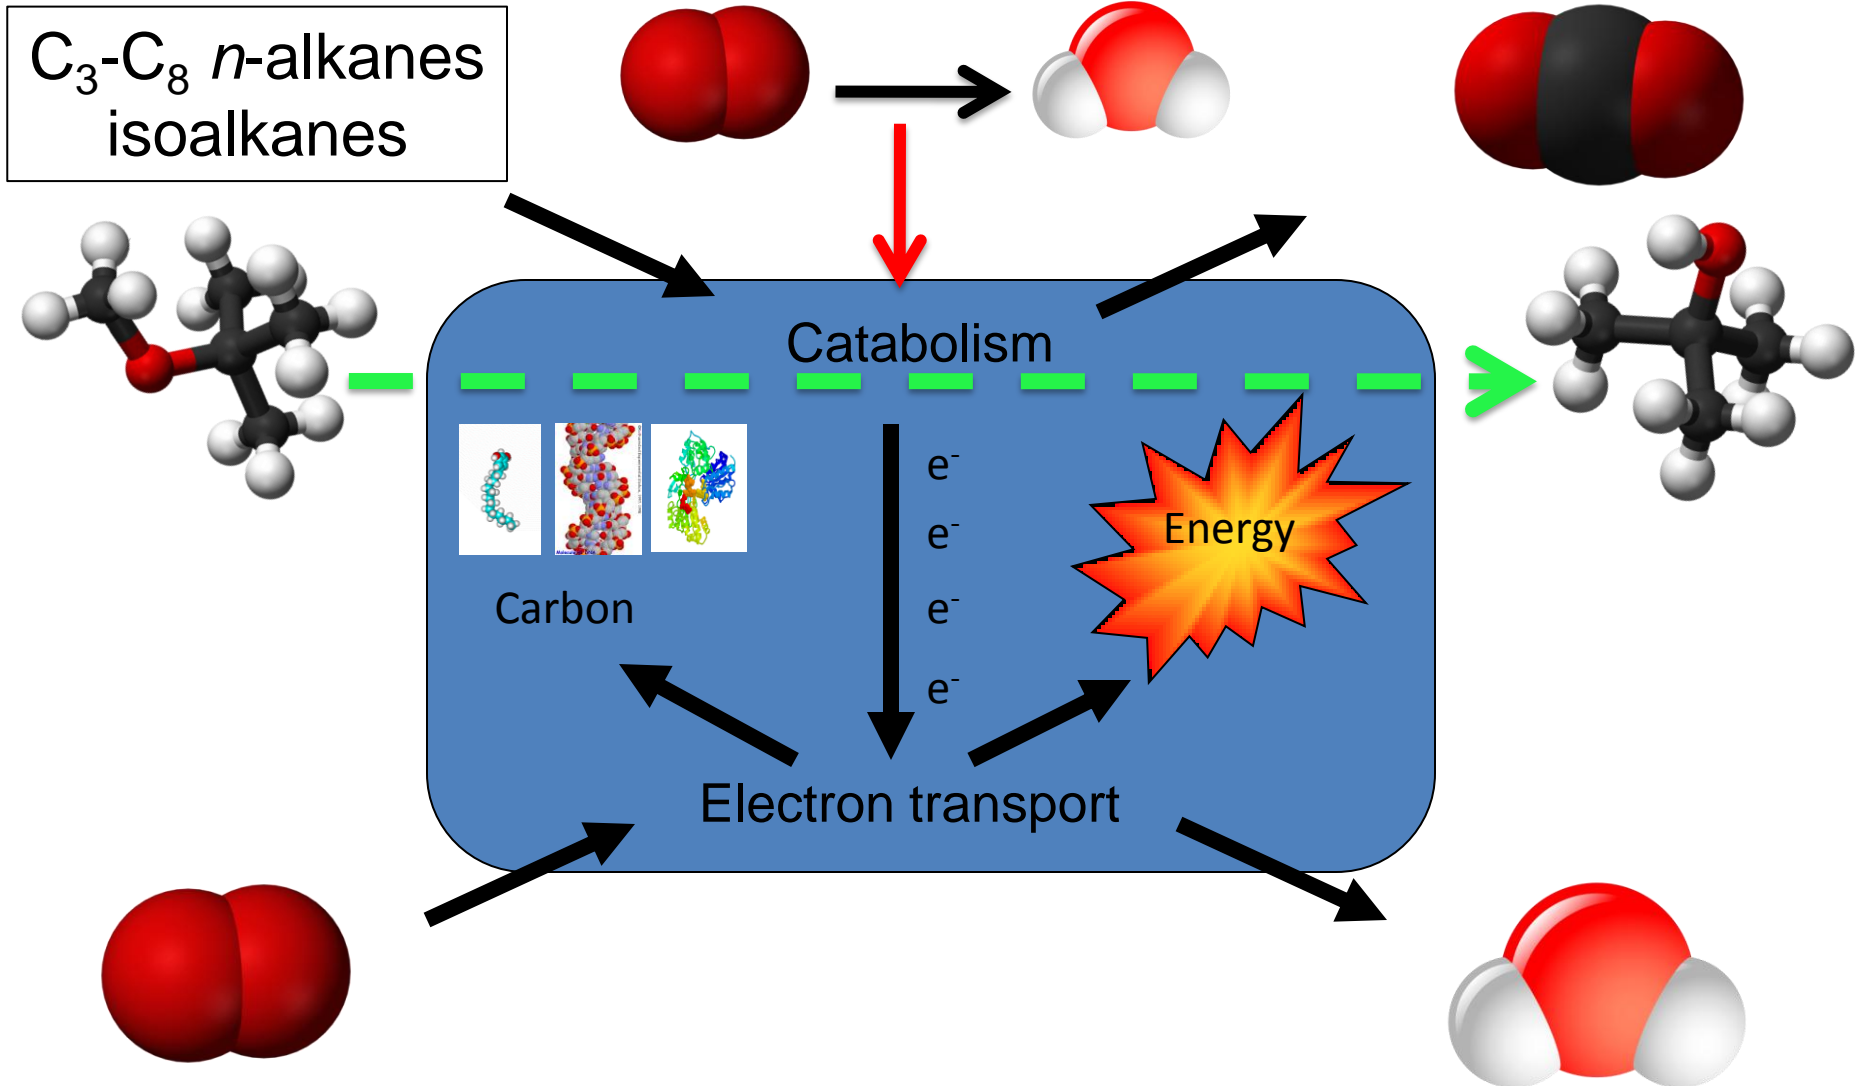 C₃-C₈ n-alkanes
isoalkanes
Catabolism
e⁻
e⁻
e⁻
e⁻
Energy
Carbon
Electron transport